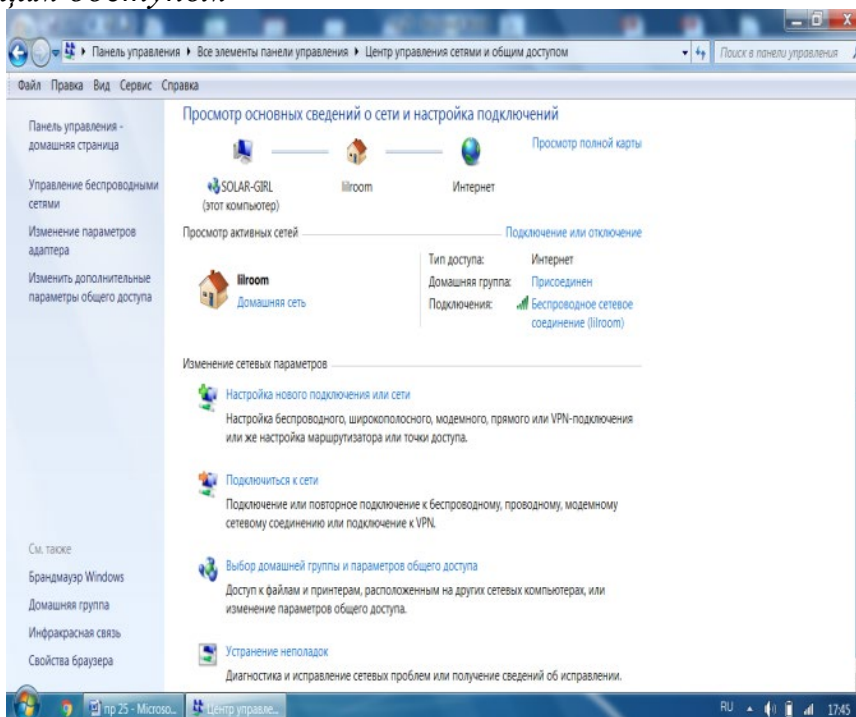 доступом
Панель управления ▸ Все элементы панели управления ▸ Центр управления сетями и общим доступом
Поиск в панели управления
Файл Правка Вид Сервис Справка
Панель управления -
домашняя страница
Управление беспроводными
сетями
Изменение параметров
адаптера
Изменить дополнительные
параметры общего доступа
Просмотр основных сведений о сети и настройка подключений
Просмотр полной карты
SOLAR-GIRL
(этот компьютер)
lilroom
Интернет
Просмотр активных сетей
Подключение или отключение
lilroom
Домашняя сеть
Тип доступа: Интернет
Домашняя группа: Присоединен
Подключения: Беспроводное сетевое
соединение (lilroom)
Изменение сетевых параметров
Настройка нового подключения или сети
Настройка беспроводного, широкополосного, модемного, прямого или VPN-подключения
или же настройка маршрутизатора или точки доступа.
Подключиться к сети
Подключение или повторное подключение к беспроводному, проводному, модемному
сетевому соединению или подключение к VPN.
Выбор домашней группы и параметров общего доступа
Доступ к файлам и принтерам, расположенным на других сетевых компьютерах, или
изменение параметров общего доступа.
Устранение неполадок
Диагностика и исправление сетевых проблем или получение сведений об исправлении.
См. также
Брандмауэр Windows
Домашняя группа
Инфракрасная связь
Свойства браузера
пр 25 - Microso...
Центр управле...
RU
17:45